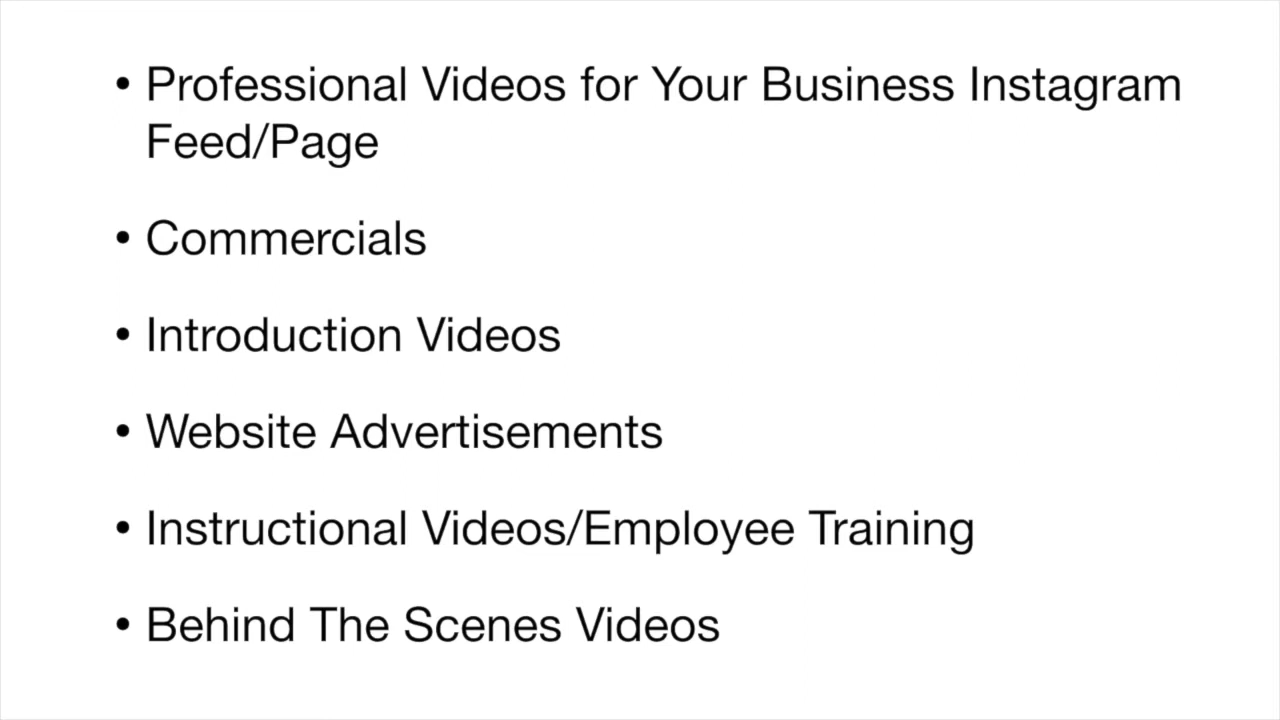 • Professional Videos for Your Business Instagram
Feed/Page
• Commercials
• Introduction Videos
• Website Advertisements
• Instructional Videos/Employee Training
• Behind The Scenes Videos